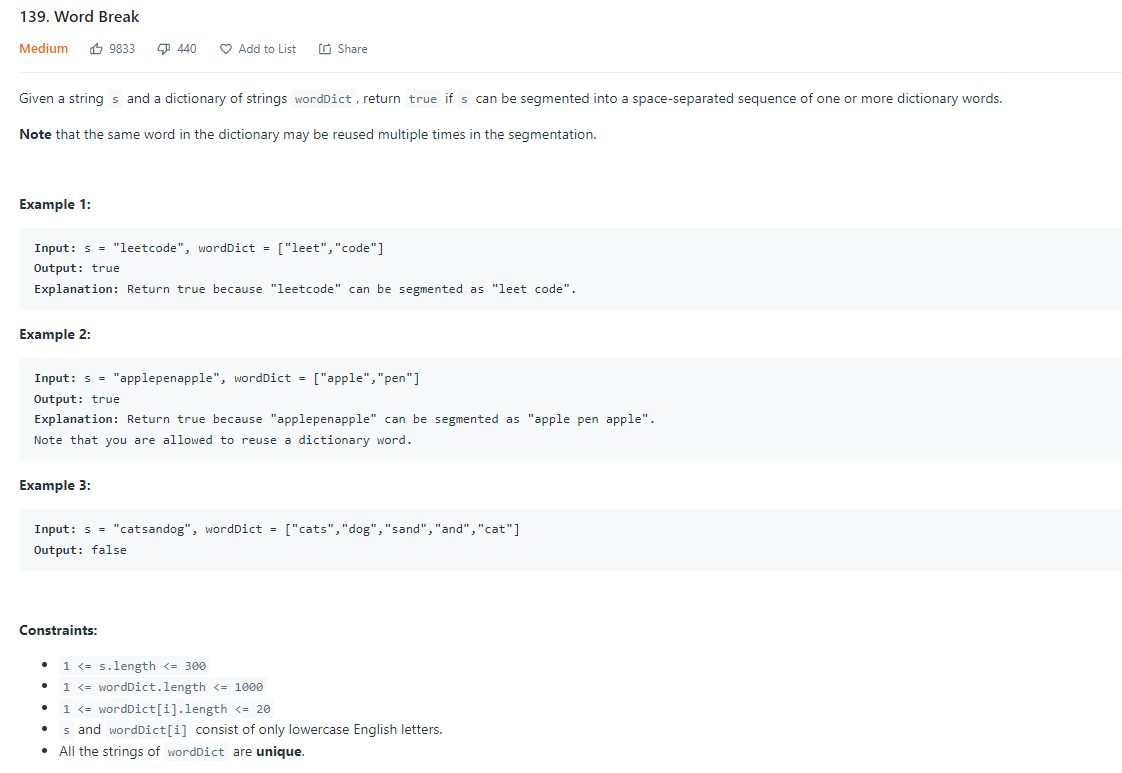 139. Word Break
Medium 9833 440 Add to List Share
Given a string s and a dictionary of strings wordDict, return true if s can be segmented into a space-separated sequence of one or more dictionary words.
Note that the same word in the dictionary may be reused multiple times in the segmentation.
Example 1:
Input: s = "leetcode", wordDict = ["leet","code"]
Output: true
Explanation: Return true because "leetcode" can be segmented as "leet code".
Example 2:
Input: s = "applepenapple", wordDict = ["apple","pen"]
Output: true
Explanation: Return true because "applepenapple" can be segmented as "apple pen apple".
Note that you are allowed to reuse a dictionary word.
Example 3:
Input: s = "catsandog", wordDict = ["cats","dog","sand","and","cat"]
Output: false
Constraints:
• 1 <= s.length <= 300
• 1 <= wordDict.length <= 1000
• 1 <= wordDict[i].length <= 20
• s and wordDict[i] consist of only lowercase English letters.
• All the strings of wordDict are unique.